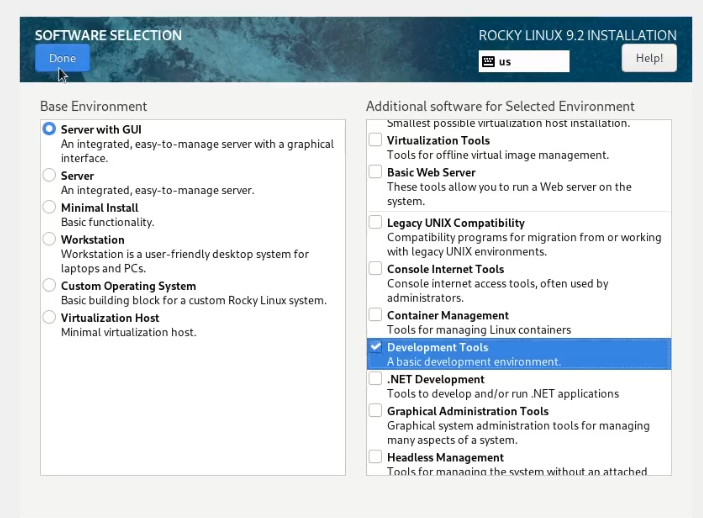 SOFTWARE SELECTION
ROCKY LINUX 9.2 INSTALLATION
Done
us
Help!
Base Environment
Server with GUI
An integrated, easy-to-manage server with a graphical
interface.
Server
An integrated, easy-to-manage server.
Minimal Install
Basic functionality.
Workstation
Workstation is a user-friendly desktop system for
laptops and PCs.
Custom Operating System
Basic building block for a custom Rocky Linux system.
Virtualization Host
Minimal virtualization host.
Additional software for Selected Environment
Smallest possible virtualization host installation.
Virtualization Tools
Tools for offline virtual image management.
Basic Web Server
These tools allow you to run a Web server on the
system.
Legacy UNIX Compatibility
Compatibility programs for migration from or working
with legacy UNIX environments.
Console Internet Tools
Console internet access tools, often used by
administrators.
Container Management
Tools for managing Linux containers
Development Tools
A basic development environment.
.NET Development
Tools to develop and/or run .NET applications
Graphical Administration Tools
Graphical system administration tools for managing
many aspects of a system.
Headless Management
Tools for managing the system without an attached